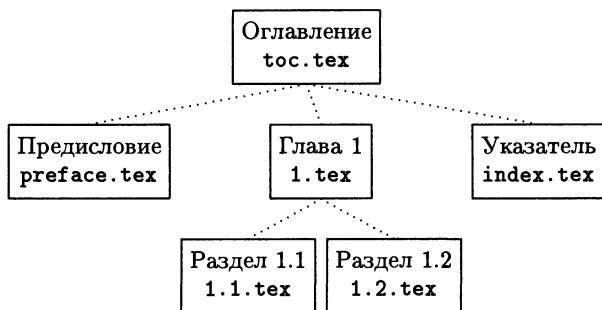 Оглавление
toc.tex
Предисловие
preface.tex
Глава 1
1.tex
Указатель
index.tex
Раздел 1.1
1.1.tex
Раздел 1.2
1.2.tex